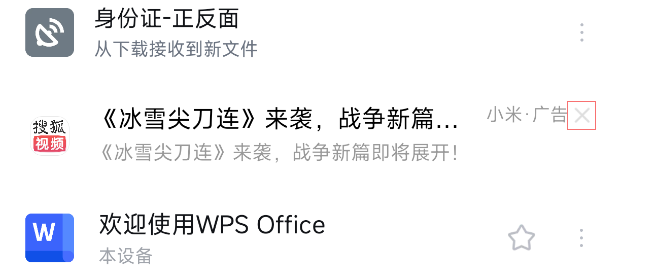 身份证-正反面
从下载接收到新文件
搜狐
视频
《冰雪尖刀连》来袭，战争新篇...
小米·广告
《冰雪尖刀连》来袭，战争新篇即将展开！
W
欢迎使用WPS Office
本设备